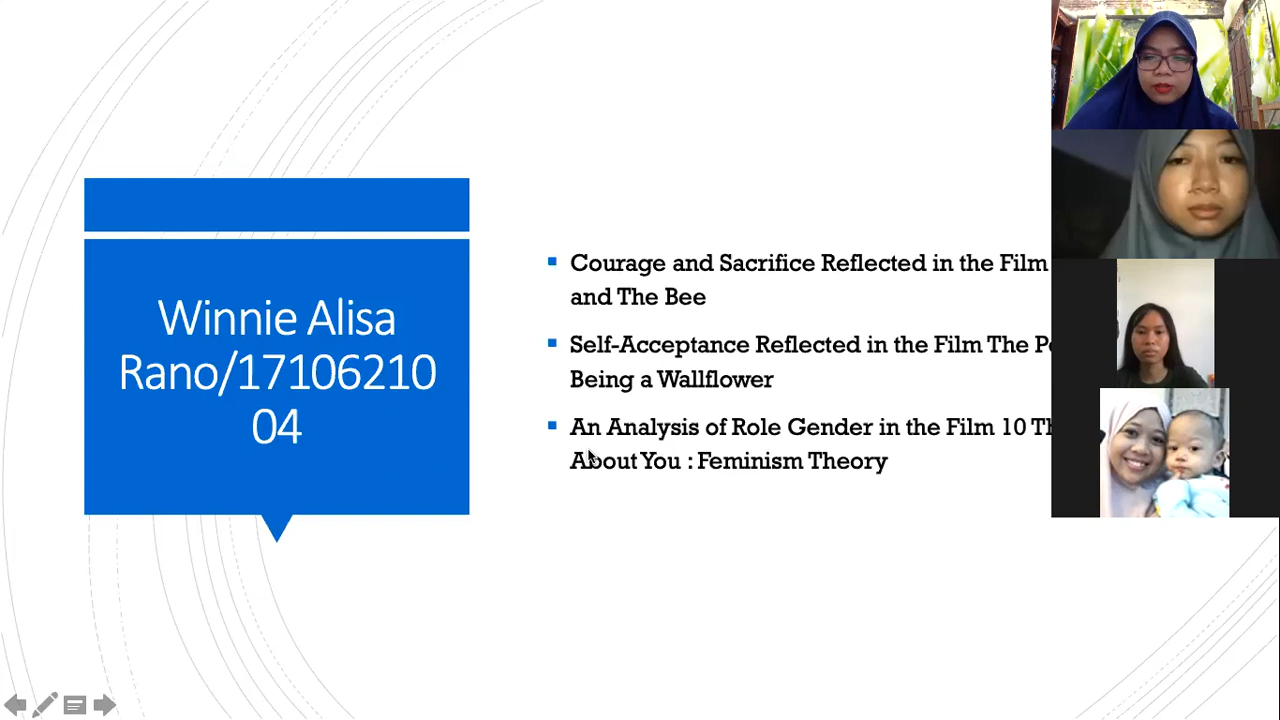 Winnie Alisa
Rano/17106210
04
Courage and Sacrifice Reflected in the Film
and The Bee
Self-Acceptance Reflected in the Film The
Being a Wallflower
An Analysis of Role Gender in the Film 10
About You : Feminism Theory